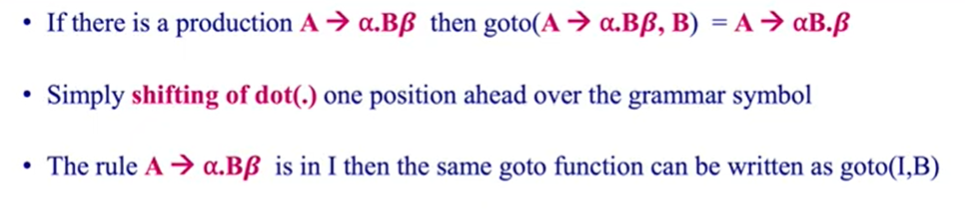 • If there is a production A → α.Bβ then goto(A → α.Bβ, B) = A → αB.β
• Simply shifting of dot(.) one position ahead over the grammar symbol
• The rule A → α.Bβ is in I then the same goto function can be written as goto(I,B)